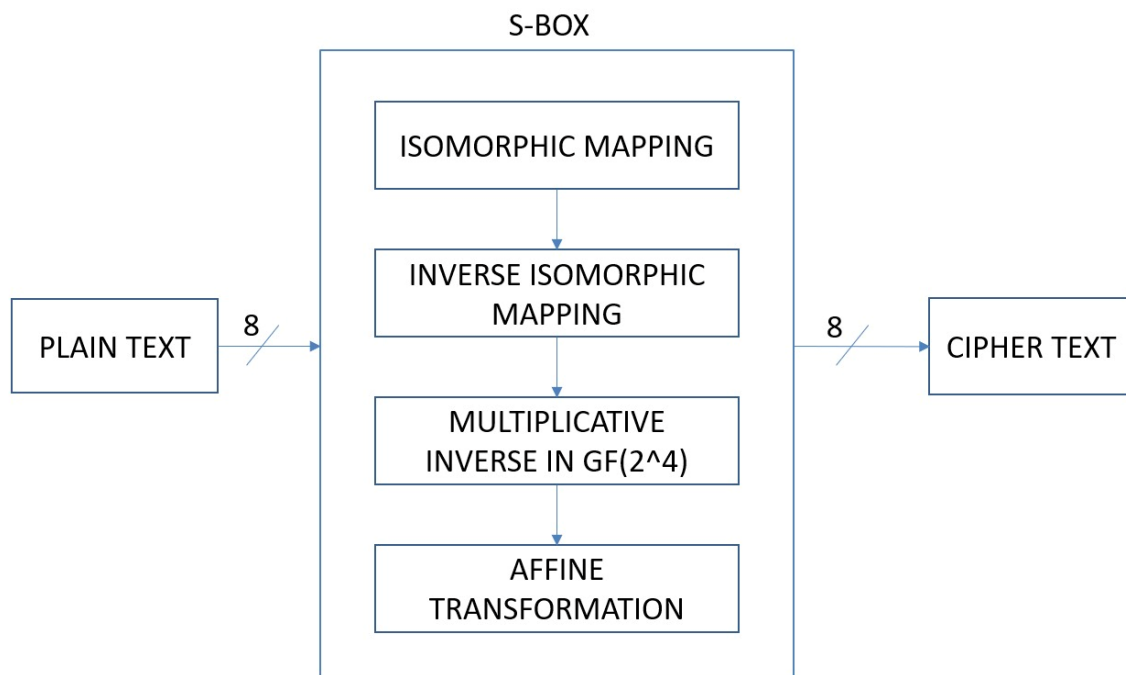 S-BOX
ISOMORPHIC MAPPING
INVERSE ISOMORPHIC
MAPPING
PLAIN TEXT
8
8
CIPHER TEXT
MULTIPLICATIVE
INVERSE IN GF(2^4)
AFFINE
TRANSFORMATION